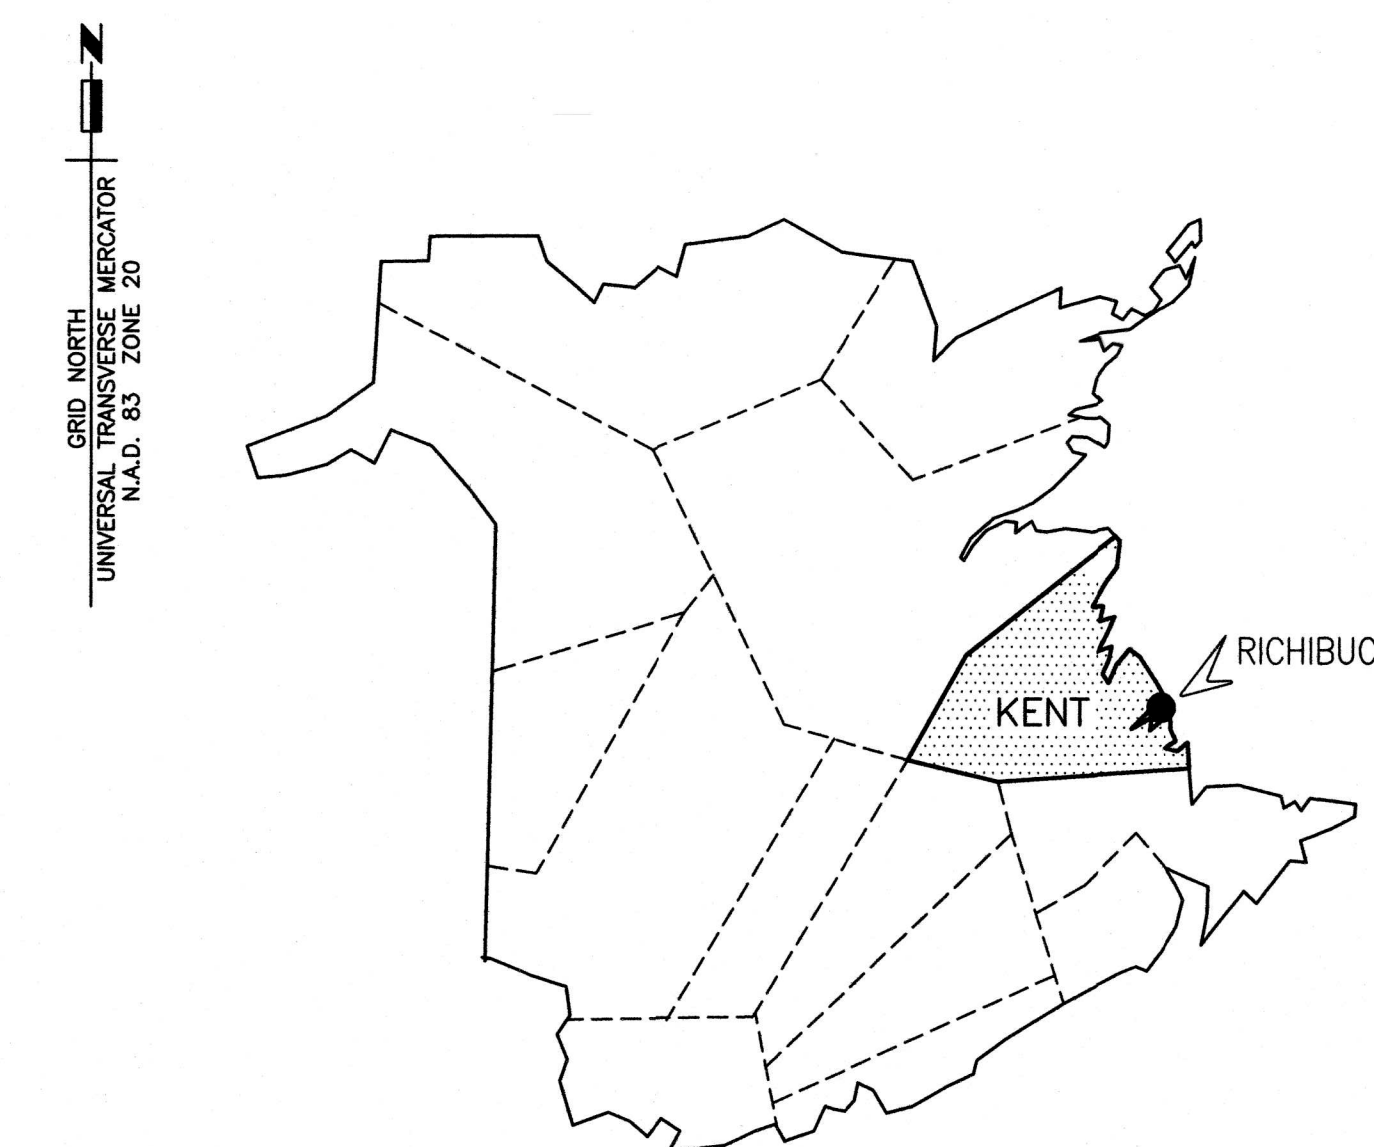 N
GRID NORTH
UNIVERSAL TRANSVERSE MERCATOR
N.A.D. 83 ZONE 20
RICHIBUC
KENT